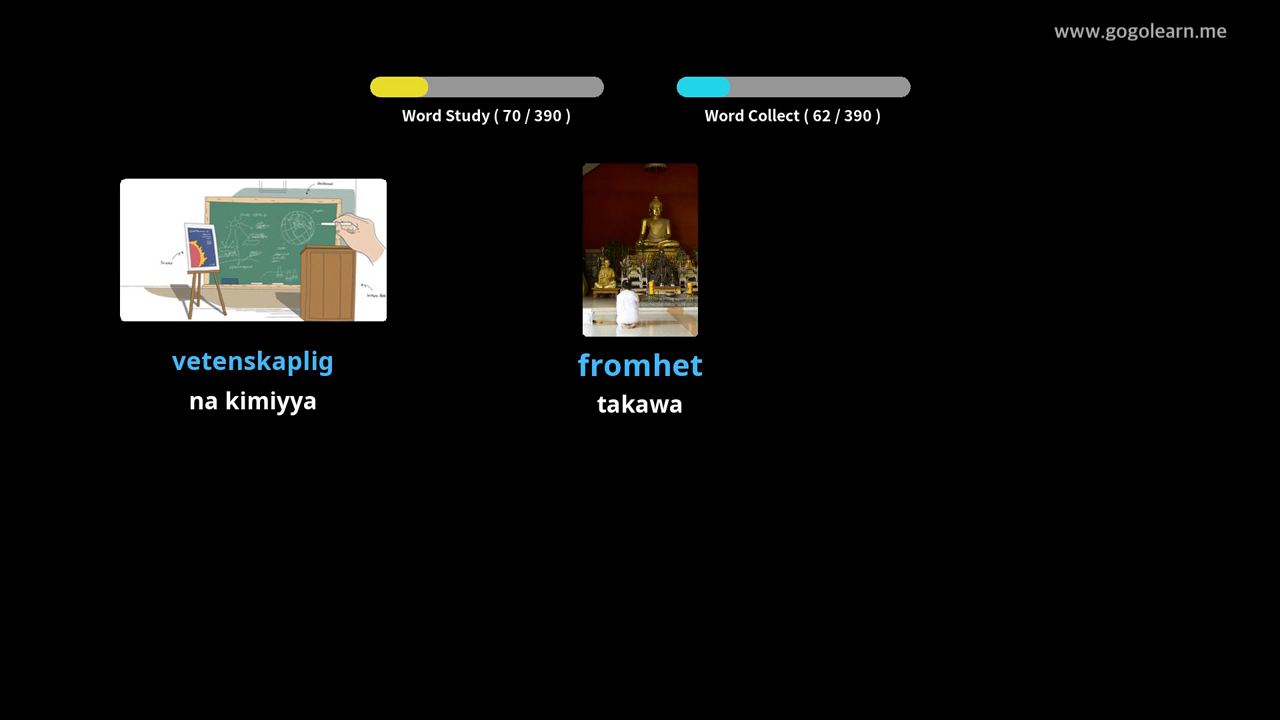 www.gogolearn.me
Word Study ( 70 / 390 )
Word Collect ( 62 / 390 )
vetenskaplig
na kimiyya
fromhet
takawa